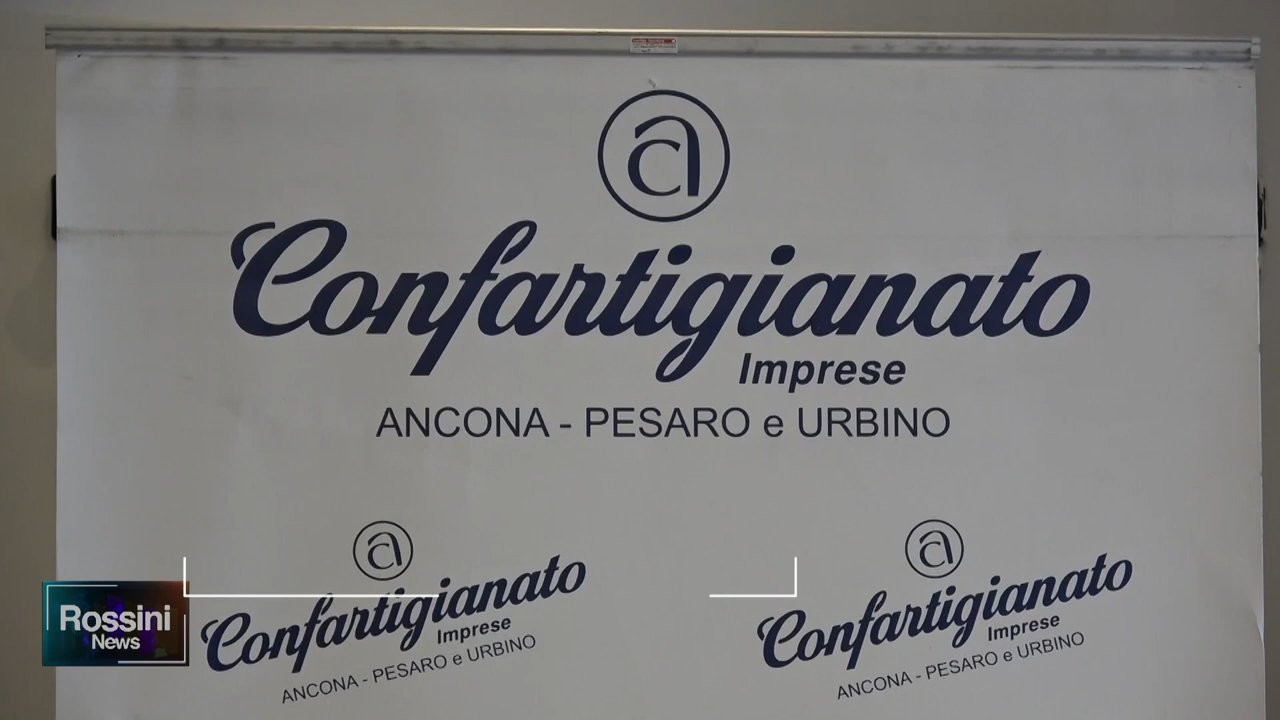 Confartigianato
Imprese
ANCONA - PESARO e URBINO
Confartigianato
Imprese
ANCONA - PESARO e URBINO
Confartigianato
Imprese
ANCONA - PESARO e URBINO
Rossini
News